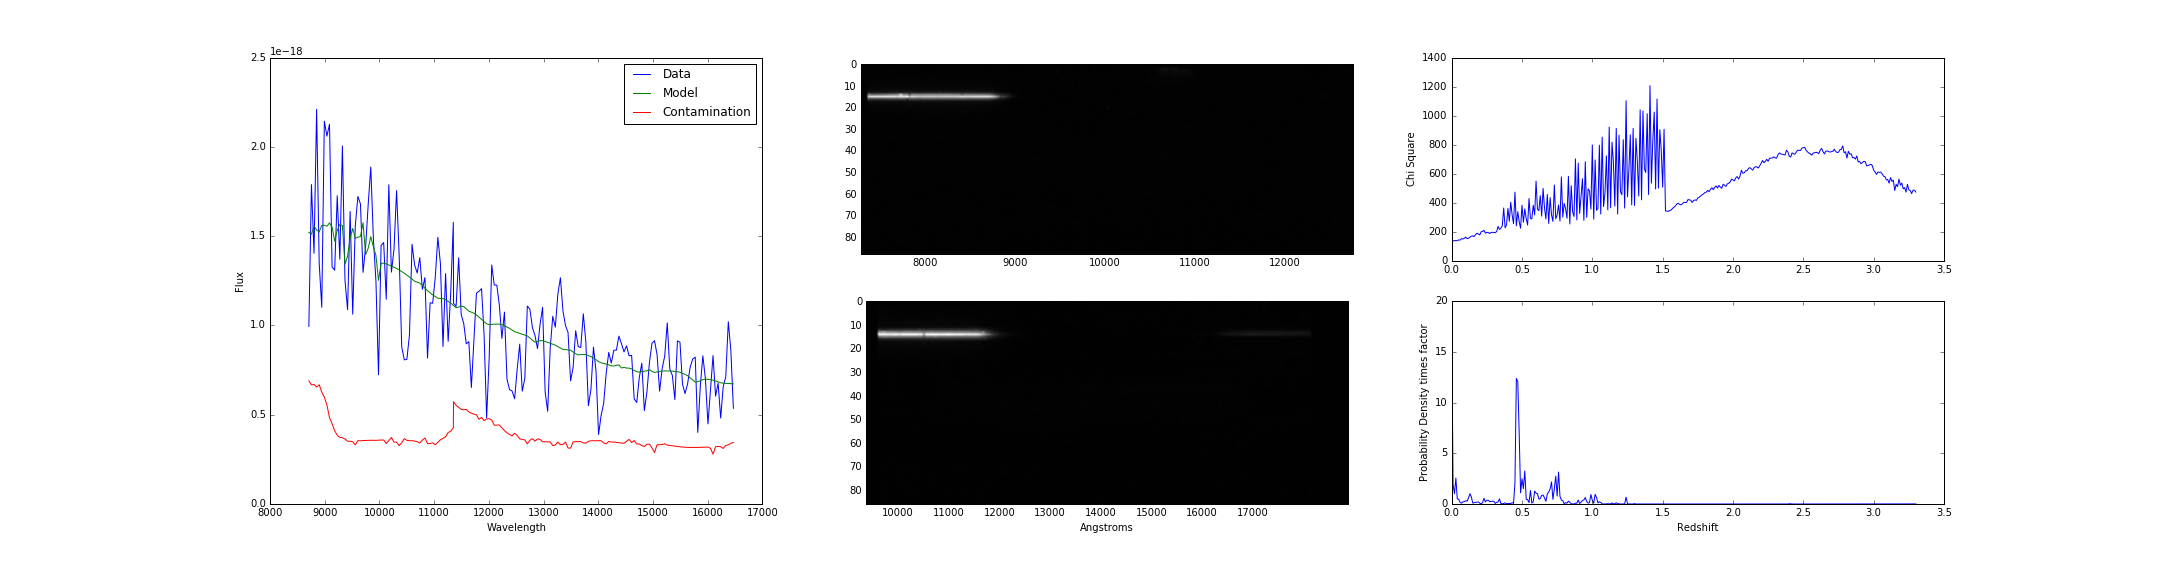 1e−18
2.5
2.0
1.5
1.0
0.5
0.0
Flux
8000 9000 10000 11000 12000 13000 14000 15000 16000 17000
Wavelength
Data
Model
Contamination
0
10
20
30
40
50
60
70
80
8000 9000 10000 11000 12000
0
10
20
30
40
50
60
70
80
10000 11000 12000 13000 14000 15000 16000 17000
Angstroms
1400
1200
1000
800
600
400
200
0
Chi Square
0.0 0.5 1.0 1.5 2.0 2.5 3.0 3.5
20
15
10
5
0
Probability Density times factor
0.0 0.5 1.0 1.5 2.0 2.5 3.0 3.5
Redshift